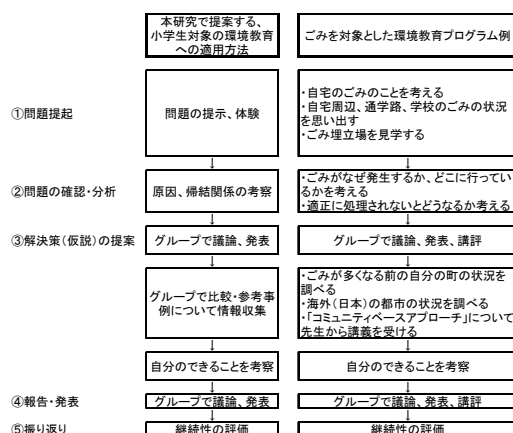 本研究で提案する、
小学生対象の環境教育
への適用方法
ごみを対象とした環境教育プログラム例
①問題提起
問題の提示、体験
・自宅のごみのことを考える
・自宅周辺、通学路、学校のごみの状況
を思い出す
・ごみ埋立場を見学する
↓
↓
②問題の確認・分析
原因、帰結関係の考察
・ごみがなぜ発生するか、どこに行ってい
るかを考える
・適正に処理されないとどうなるか考える
↓
↓
③解決策(仮説)の提案
グループで議論、発表
グループで議論、発表、講評
↓
↓
グループで比較・参考事
例について情報収集
・ごみが多くなる前の自分の町の状況を
調べる
・海外(日本)の都市の状況を調べる
・「コミュニティベースアプローチ」について
先生から講義を受ける
↓
↓
自分のできることを考察
自分のできることを考察
↓
↓
④報告・発表
グループで議論、発表
グループで議論、発表、講評
↓
↓
⑤振り返り
継続性の評価
継続性の評価